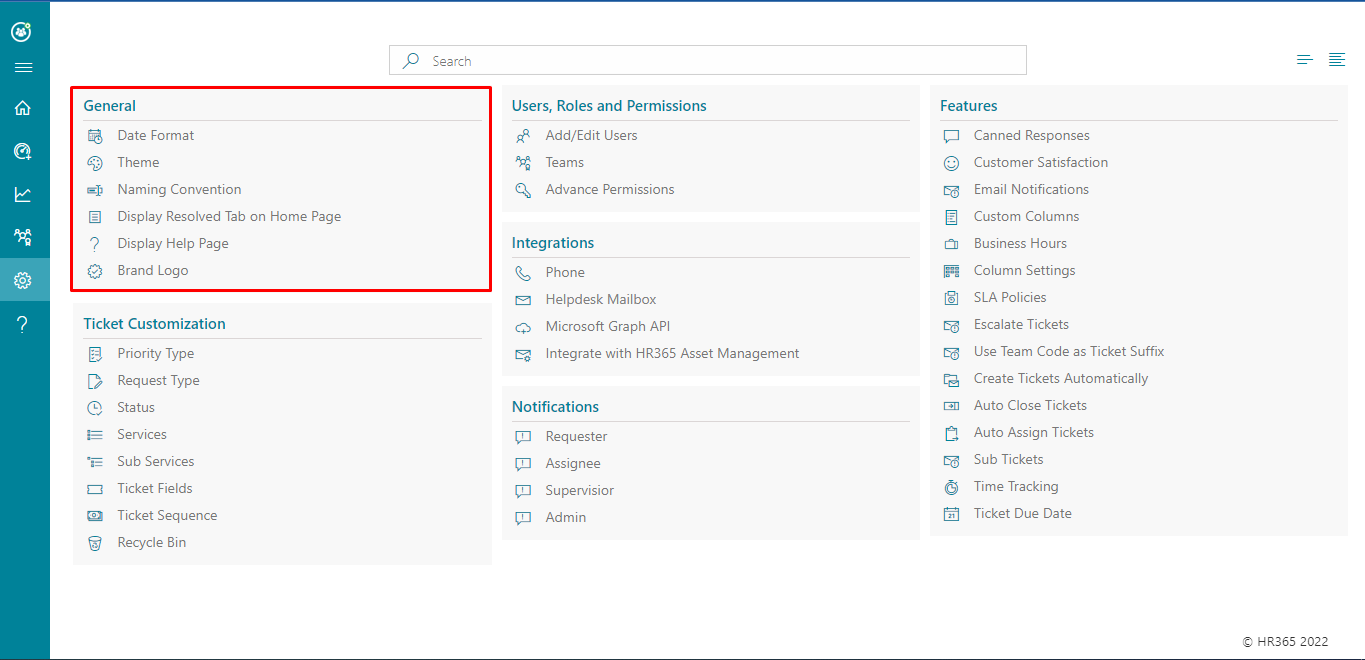 Search
General
Date Format
Theme
Naming Convention
Display Resolved Tab on Home Page
Display Help Page
Brand Logo
Ticket Customization
Priority Type
Request Type
Status
Services
Sub Services
Ticket Fields
Ticket Sequence
Recycle Bin
Users, Roles and Permissions
Add/Edit Users
Teams
Advance Permissions
Integrations
Phone
Helpdesk Mailbox
Microsoft Graph API
Integrate with HR365 Asset Management
Notifications
Requester
Assignee
Supervisior
Admin
Features
Canned Responses
Customer Satisfaction
Email Notifications
Custom Columns
Business Hours
Column Settings
SLA Policies
Escalate Tickets
Use Team Code as Ticket Suffix
Create Tickets Automatically
Auto Close Tickets
Auto Assign Tickets
Sub Tickets
Time Tracking
Ticket Due Date
© HR365 2022